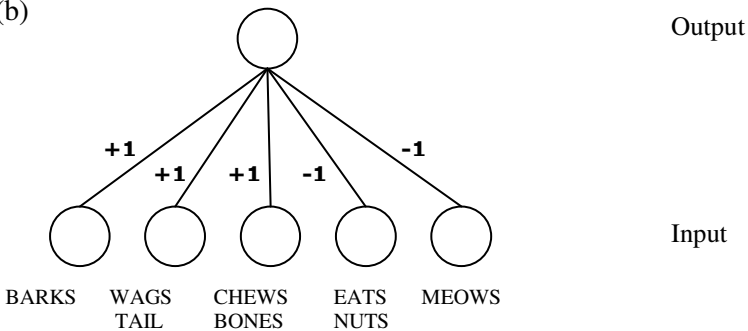 (b)
Output
+1
-1
+1 +1 -1
Input
BARKS WAGS CHEWS EATS MEOWS
TAIL BONES NUTS